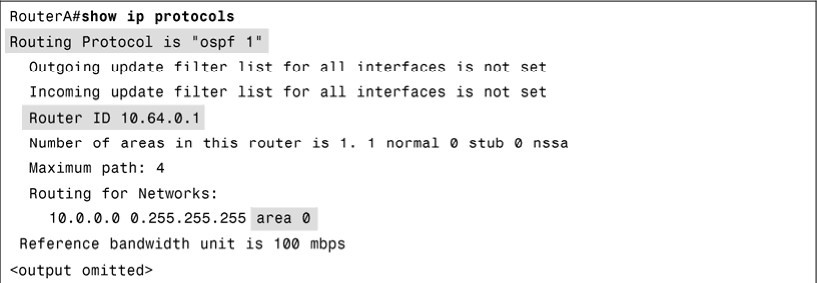 RouterA#show ip protocols
Routing Protocol is "ospf 1"
Outgoing update filter list for all interfaces is not set
Incoming update filter list for all interfaces is not set
Router ID 10.64.0.1
Number of areas in this router is 1. 1 normal 0 stub 0 nssa
Maximum path: 4
Routing for Networks:
10.0.0.0 0.255.255.255 area 0
Reference bandwidth unit is 100 mbps
<output omitted>